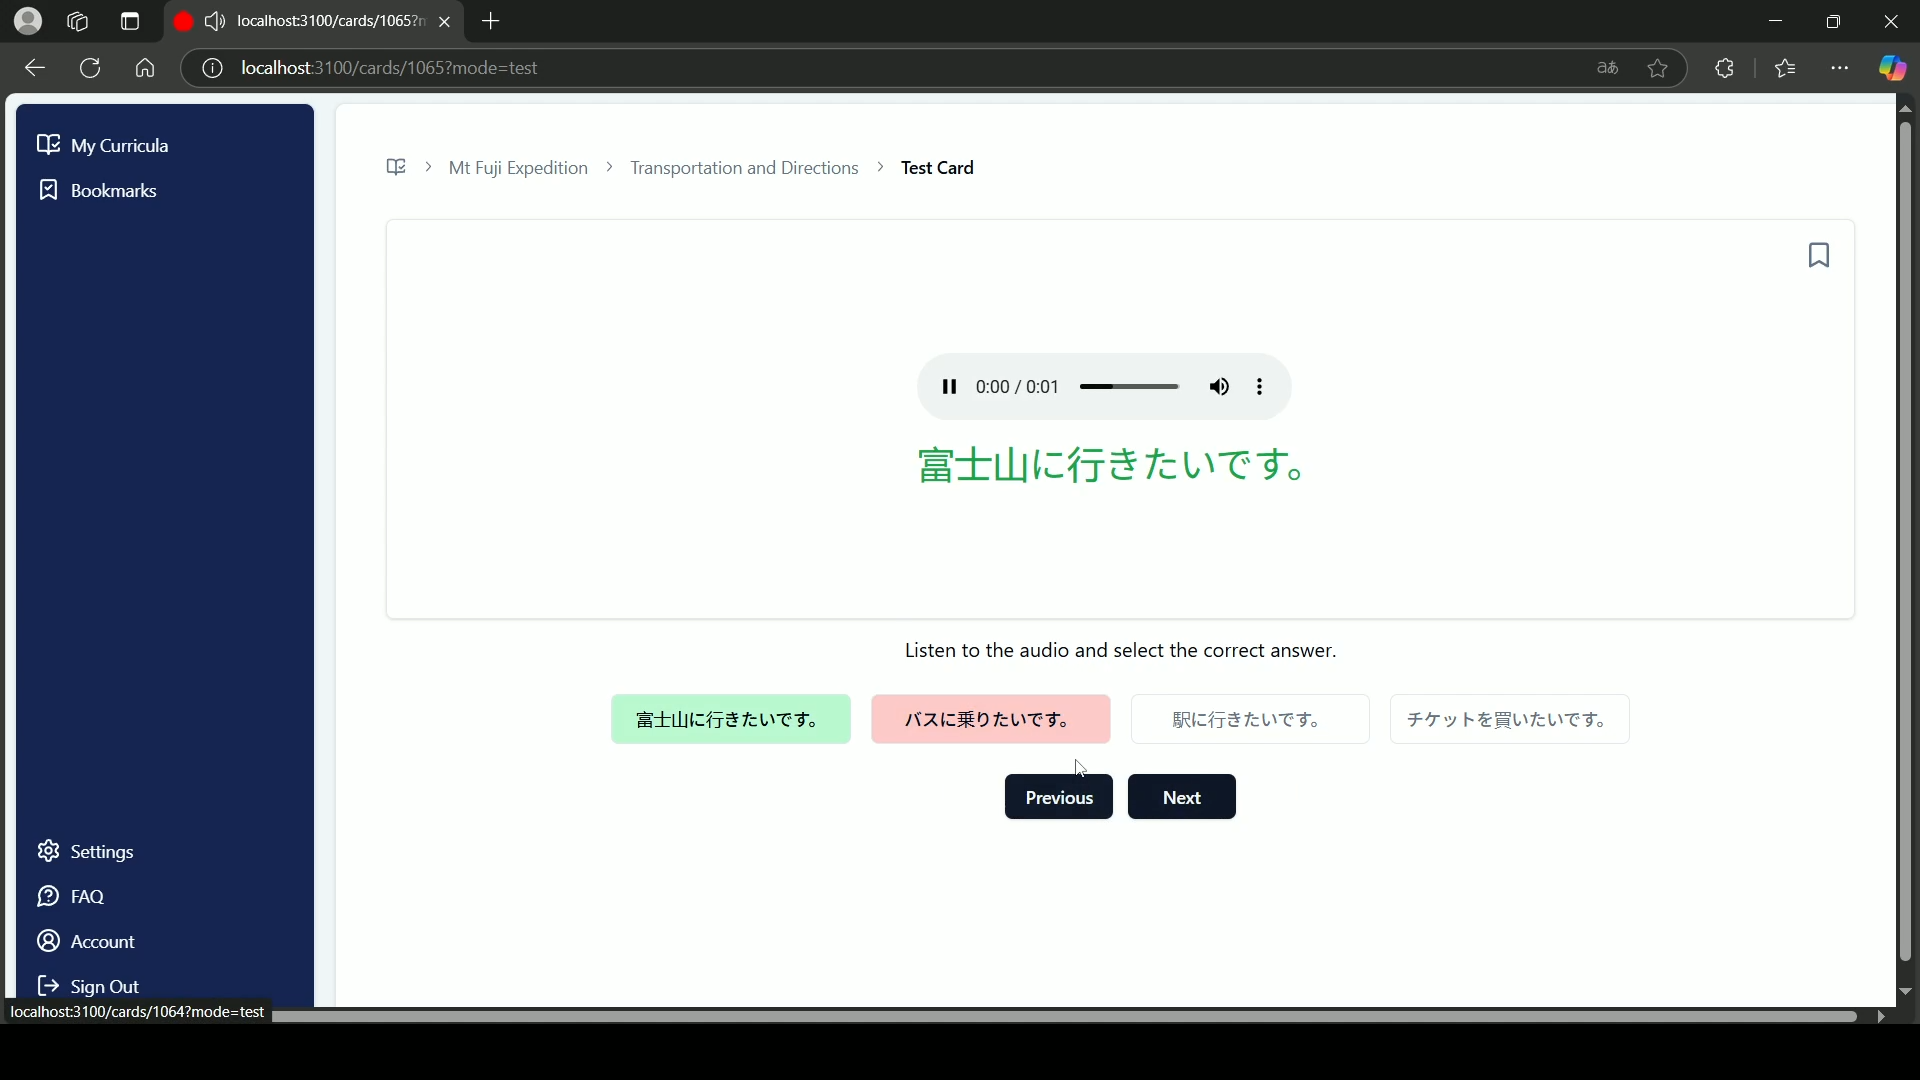 localhost:3100/cards/1065?
localhost:3100/cards/1065?mode=test
aあ
My Curricula
Bookmarks
Mt Fuji Expedition > Transportation and Directions > Test Card
0:00 / 0:01
富士山に行きたいです。
Listen to the audio and select the correct answer.
富士山に行きたいです。 バスに乗りたいです。 駅に行きたいです。 チケットを買いたいです。
Previous Next
Settings
FAQ
Account
Sign Out
localhost:3100/cards/1064?mode=test